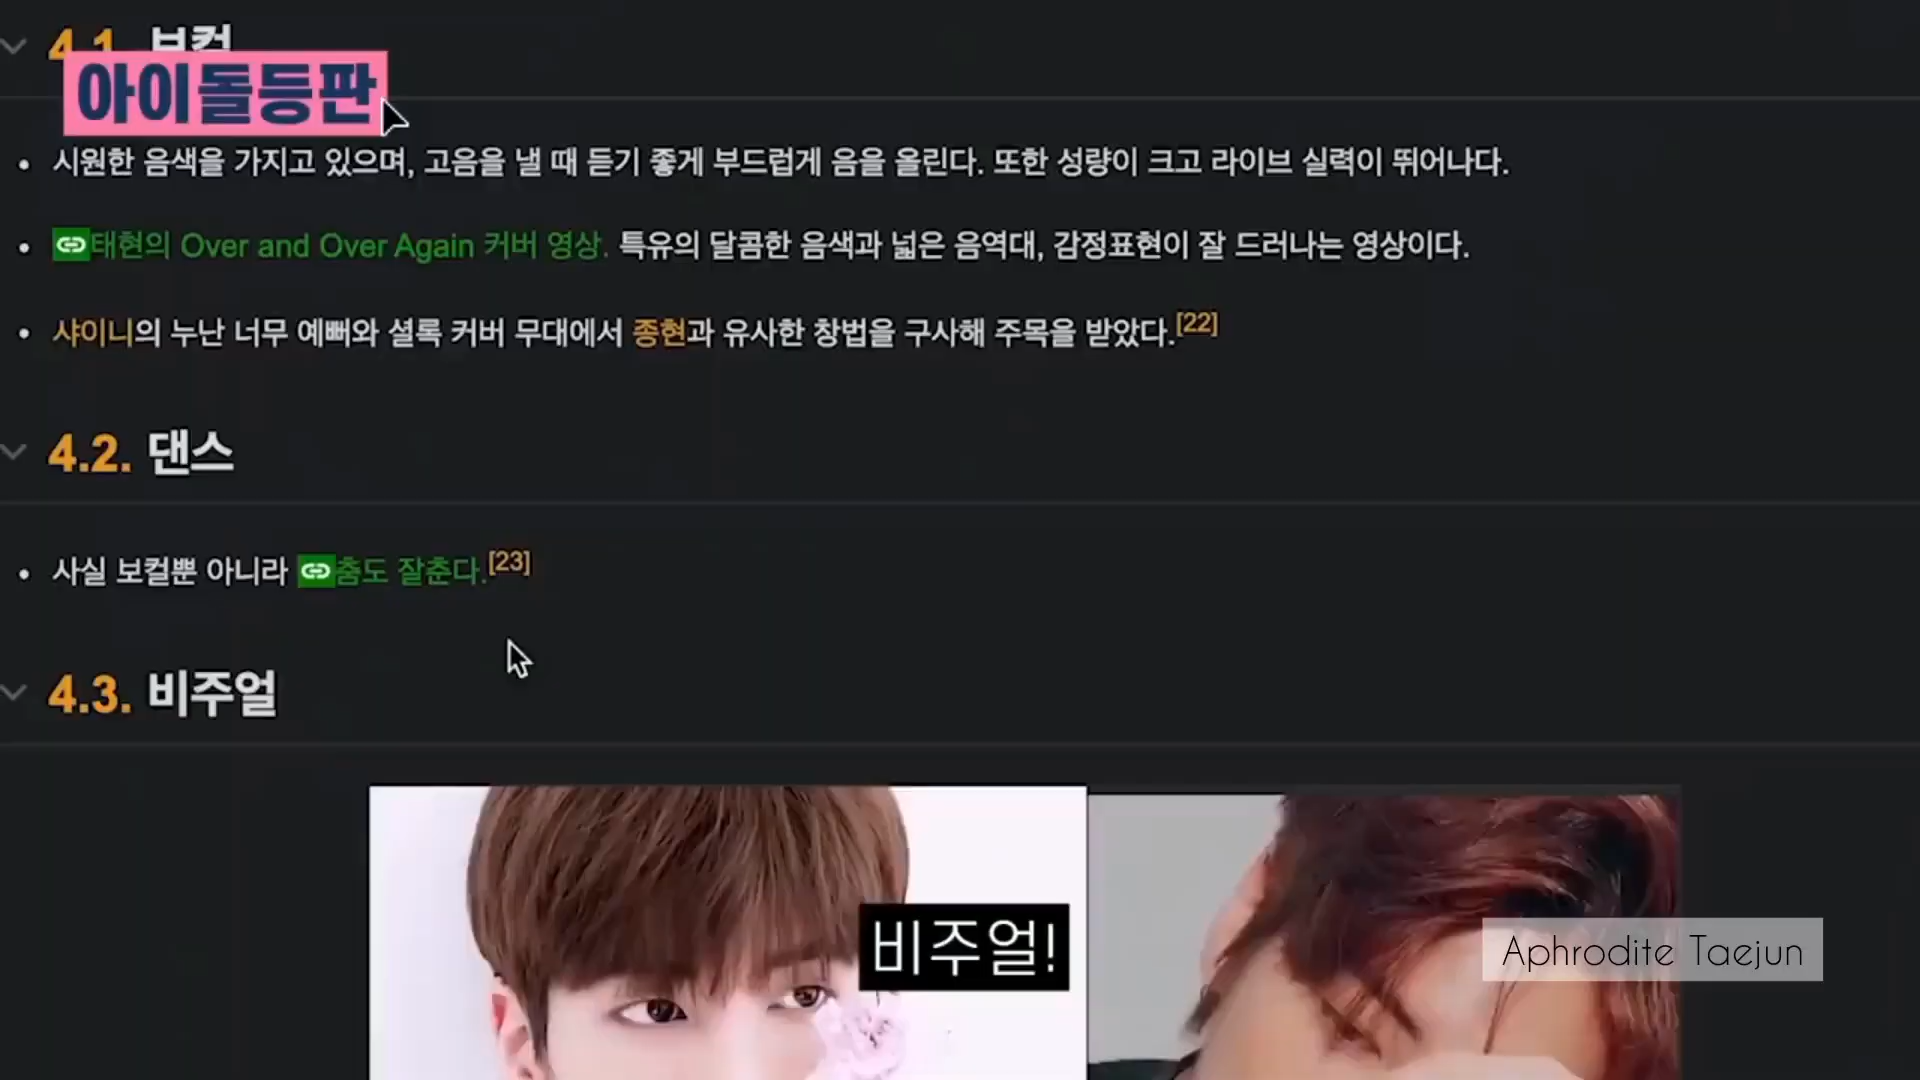 4.1. 보컬
아이돌등판
시원한 음색을 가지고 있으며, 고음을 낼 때 듣기 좋게 부드럽게 음을 올린다. 또한 성량이 크고 라이브 실력이 뛰어나다.
태현의 Over and Over Again 커버 영상. 특유의 달콤한 음색과 넓은 음역대, 감정표현이 잘 드러나는 영상이다.
샤이니의 누난 너무 예뻐와 셜록 커버 무대에서 종현과 유사한 창법을 구사해 주목을 받았다.[22]
4.2. 댄스
사실 보컬뿐 아니라 춤도 잘춘다.[23]
4.3. 비주얼
비주얼!
Aphrodite Taejun